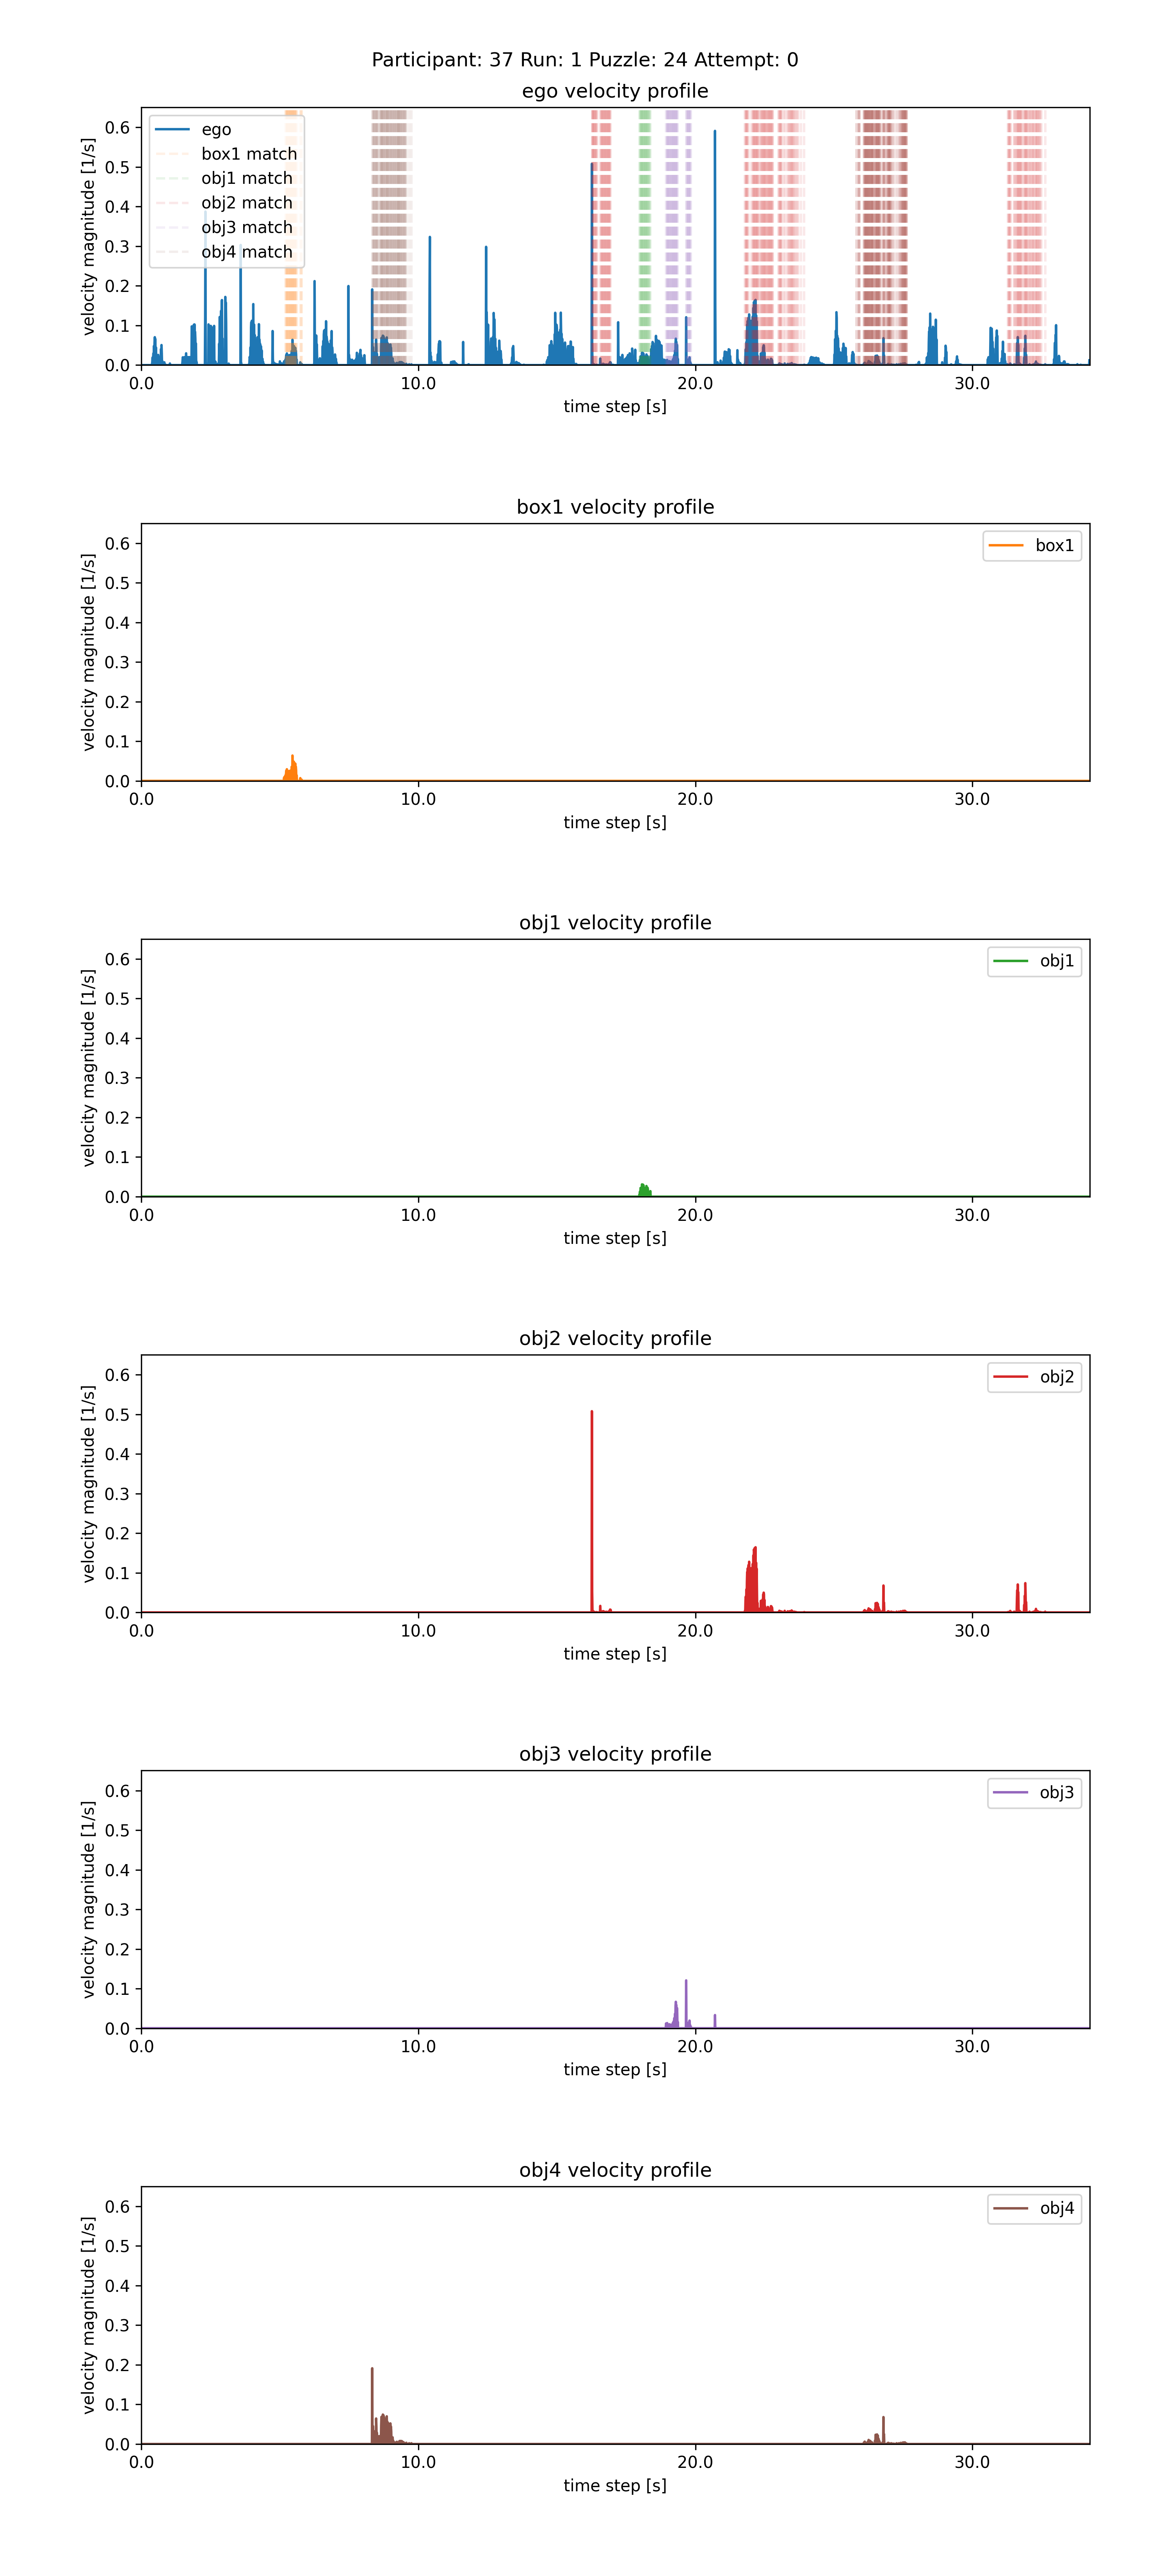 Participant: 37 Run: 1 Puzzle: 24 Attempt: 0
ego velocity profile
velocity magnitude [1/s]
0.6
0.5
0.4
0.3
0.2
0.1
0.0
ego
box1 match
obj1 match
obj2 match
obj3 match
obj4 match
0.0 10.0 20.0 30.0
time step [s]
box1 velocity profile
velocity magnitude [1/s]
0.6
0.5
0.4
0.3
0.2
0.1
0.0
box1
0.0 10.0 20.0 30.0
time step [s]
obj1 velocity profile
velocity magnitude [1/s]
0.6
0.5
0.4
0.3
0.2
0.1
0.0
obj1
0.0 10.0 20.0 30.0
time step [s]
obj2 velocity profile
velocity magnitude [1/s]
0.6
0.5
0.4
0.3
0.2
0.1
0.0
obj2
0.0 10.0 20.0 30.0
time step [s]
obj3 velocity profile
velocity magnitude [1/s]
0.6
0.5
0.4
0.3
0.2
0.1
0.0
obj3
0.0 10.0 20.0 30.0
time step [s]
obj4 velocity profile
velocity magnitude [1/s]
0.6
0.5
0.4
0.3
0.2
0.1
0.0
obj4
0.0 10.0 20.0 30.0
time step [s]